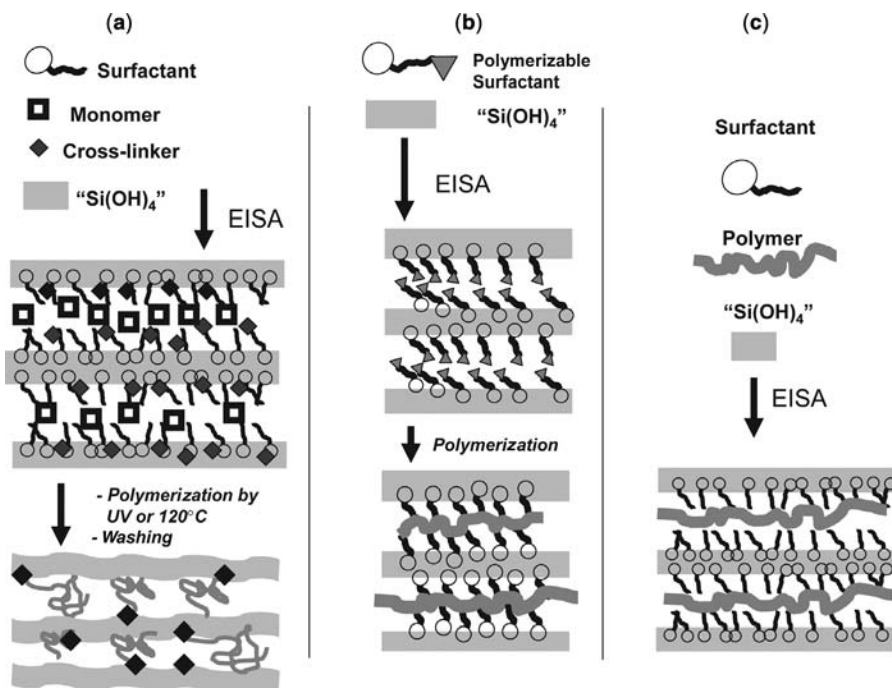 (a)
Surfactant
Monomer
Cross-linker
“Si(OH)4”
EISA
- Polymerization by
UV or 120°C
- Washing
(b)
Polymerizable
Surfactant
“Si(OH)4”
EISA
Polymerization
(c)
Surfactant
Polymer
“Si(OH)4”
EISA